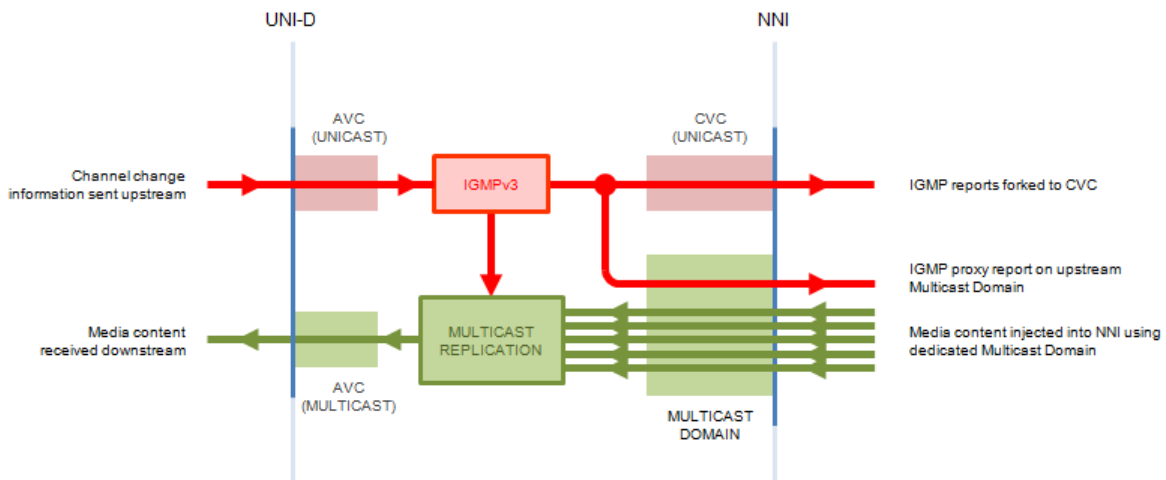 UNI-D
NNI
AVC
(UNICAST)
CVC
(UNICAST)
Channel change
information sent upstream
IGMPv3
IGMP reports forked to CVC
IGMP proxy report on upstream
Multicast Domain
Media content
received downstream
MULTICAST
REPLICATION
Media content injected into NNI using
dedicated Multicast Domain
AVC
(MULTICAST)
MULTICAST
DOMAIN